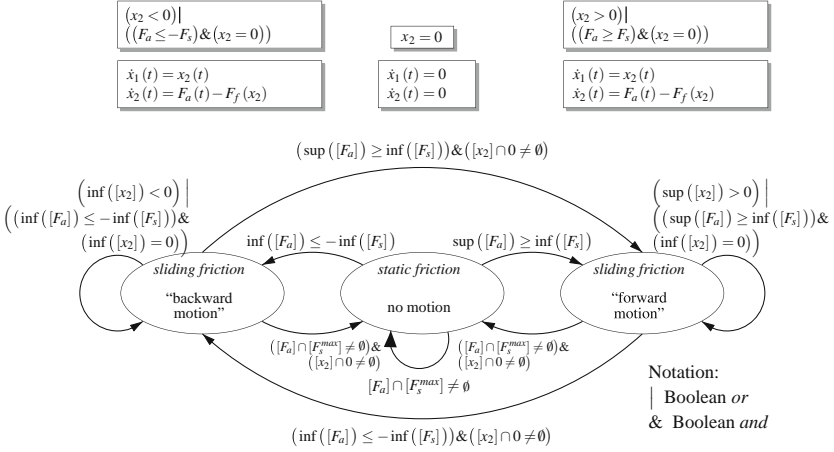 (x₂ < 0)|
((Fₐ ≤ −Fₛ)&(x₂ = 0))
x₂ = 0
(x₂ > 0)|
((Fₐ ≥ Fₛ)&(x₂ = 0))
ẋ₁(t) = x₂(t)
ẋ₂(t) = Fₐ(t) − F_f(x₂)
ẋ₁(t) = 0
ẋ₂(t) = 0
ẋ₁(t) = x₂(t)
ẋ₂(t) = Fₐ(t) − F_f(x₂)
(sup([Fₐ]) ≥ inf([Fₛ]))&([x₂] ∩ 0 ≠ ∅)
(inf([x₂]) < 0) |
((inf([Fₐ]) ≤ −inf([Fₛ]))&
(inf([x₂]) = 0))
(sup([x₂]) > 0) |
((sup([Fₐ]) ≥ inf([Fₛ]))&
(inf([x₂]) = 0))
inf([Fₐ]) ≤ −inf([Fₛ])
sup([Fₐ]) ≥ inf([Fₛ])
sliding friction
"backward
motion"
static friction
no motion
sliding friction
"forward
motion"
([Fₐ] ∩ [Fₛᵐᵃˣ] ≠ ∅)&
([x₂] ∩ 0 ≠ ∅)
([Fₐ] ∩ [Fₛᵐᵃˣ] ≠ ∅)&
([x₂] ∩ 0 ≠ ∅)
[Fₐ] ∩ [Fₛᵐᵃˣ] ≠ ∅
(inf([Fₐ]) ≤ −inf([Fₛ]))&([x₂] ∩ 0 ≠ ∅)
Notation:
| Boolean or
& Boolean and